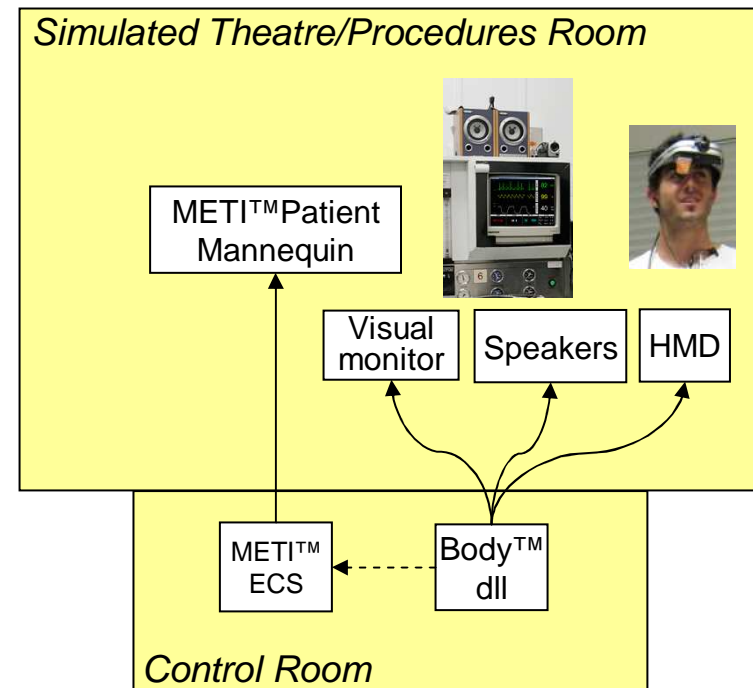 Simulated Theatre/Procedures Room
METI™Patient
Mannequin
Visual
monitor
Speakers
HMD
METI™
ECS
Body™
dll
Control Room